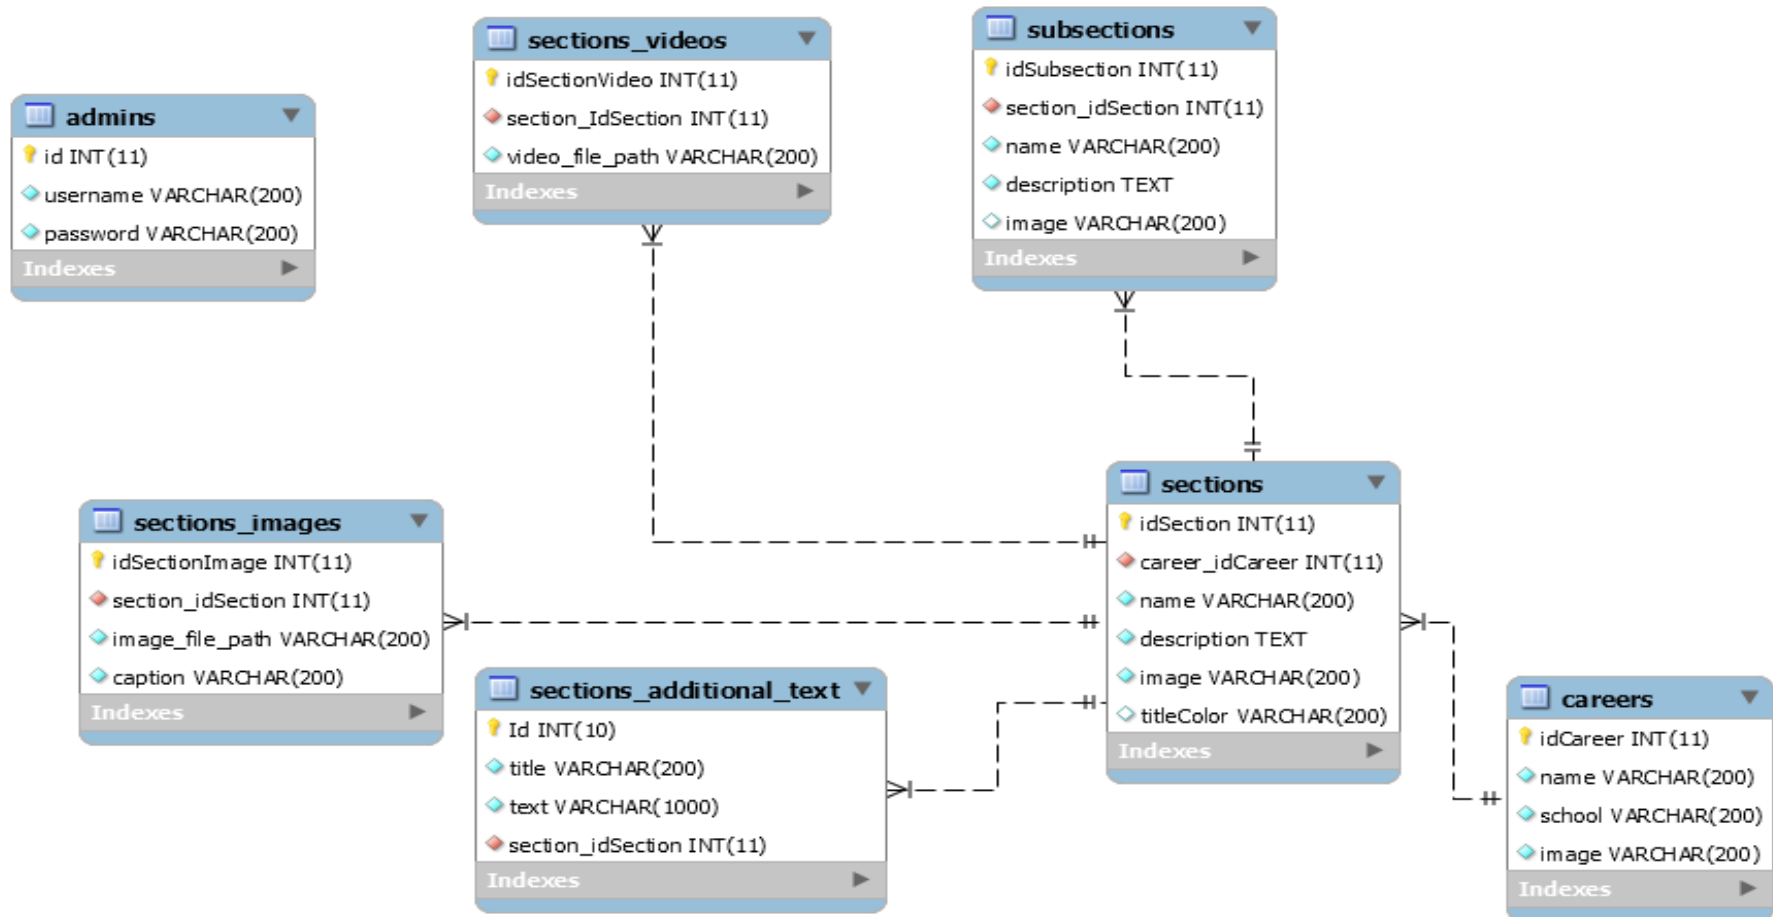 admins
id INT(11)
username VARCHAR(200)
password VARCHAR(200)
Indexes
sections_videos
idSectionVideo INT(11)
section_IdSection INT(11)
video_file_path VARCHAR(200)
Indexes
subsections
idSubsection INT(11)
section_idSection INT(11)
name VARCHAR(200)
description TEXT
image VARCHAR(200)
Indexes
sections_images
idSectionImage INT(11)
section_idSection INT(11)
image_file_path VARCHAR(200)
caption VARCHAR(200)
Indexes
sections_additional_text
Id INT(10)
title VARCHAR(200)
text VARCHAR(1000)
section_idSection INT(11)
Indexes
sections
idSection INT(11)
career_idCareer INT(11)
name VARCHAR(200)
description TEXT
image VARCHAR(200)
titleColor VARCHAR(200)
Indexes
careers
idCareer INT(11)
name VARCHAR(200)
school VARCHAR(200)
image VARCHAR(200)
Indexes